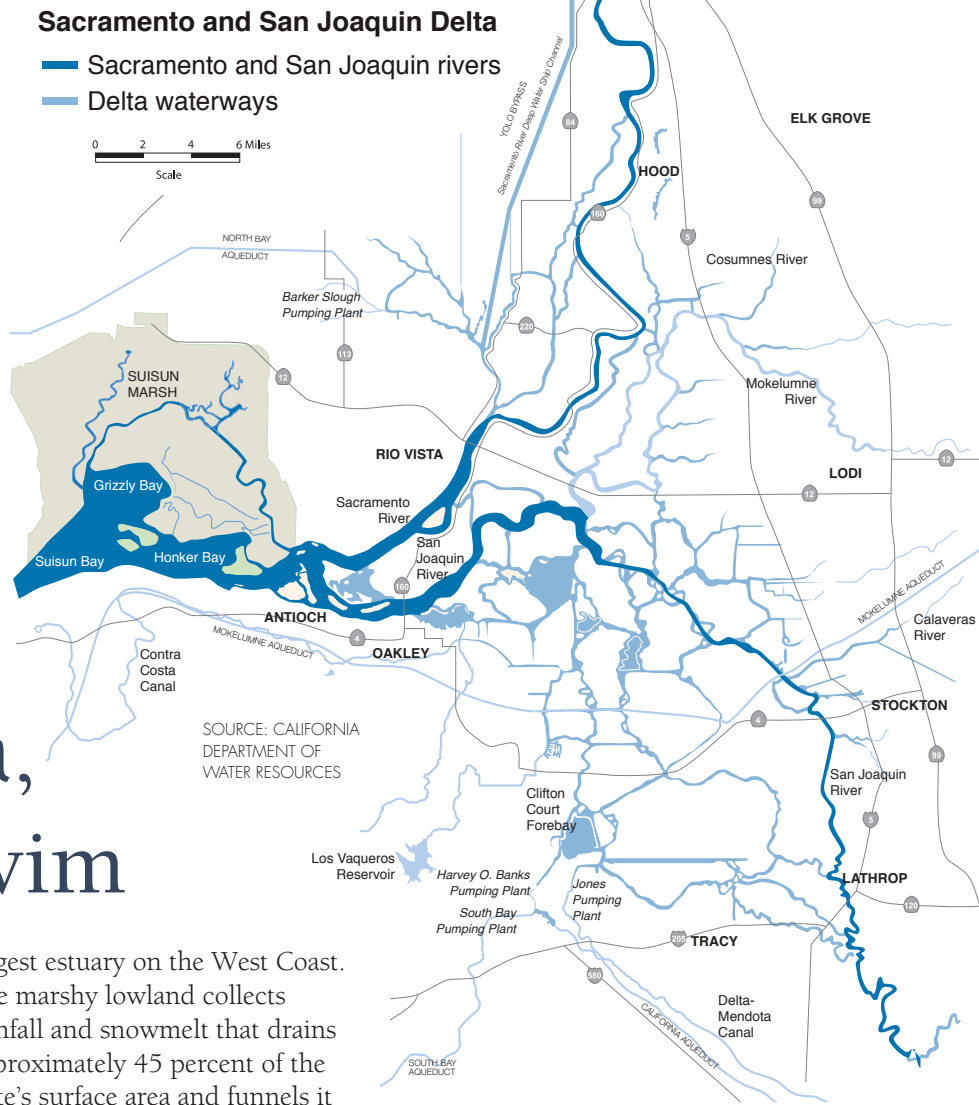 Sacramento and San Joaquin Delta
Sacramento and San Joaquin rivers
Delta waterways
0 2 4 6 Miles
Scale
YOLO BYPASS
Sacramento River Deep Water Ship Channel
84
ELK GROVE
HOOD
99
160
5
NORTH BAY
AQUEDUCT
Cosumnes River
Barker Slough
Pumping Plant
220
113
12
SUISUN
MARSH
Mokelumne
River
RIO VISTA
12
LODI
12
Grizzly Bay
Sacramento
River
Suisun Bay
Honker Bay
San
Joaquin
River
160
MOKELUMNE AQUEDUCT
ANTIOCH
Calaveras
River
MOKELUMNE AQUEDUCT
4
OAKLEY
Contra
Costa
Canal
STOCKTON
4
SOURCE: CALIFORNIA
DEPARTMENT OF
WATER RESOURCES
99
San Joaquin
River
a,
Clifton
Court
Forebay
5
Los Vaqueros
Reservoir
vim
Harvey O. Banks
Pumping Plant
Jones
Pumping
Plant
LATHROP
120
South Bay
Pumping Plant
205
TRACY
580
Delta-
Mendota
Canal
CALIFORNIA AQUEDUCT
SOUTH BAY
AQUEDUCT
gest estuary on the West Coast.
e marshy lowland collects
nfall and snowmelt that drains
proximately 45 percent of the
te's surface area and funnels it